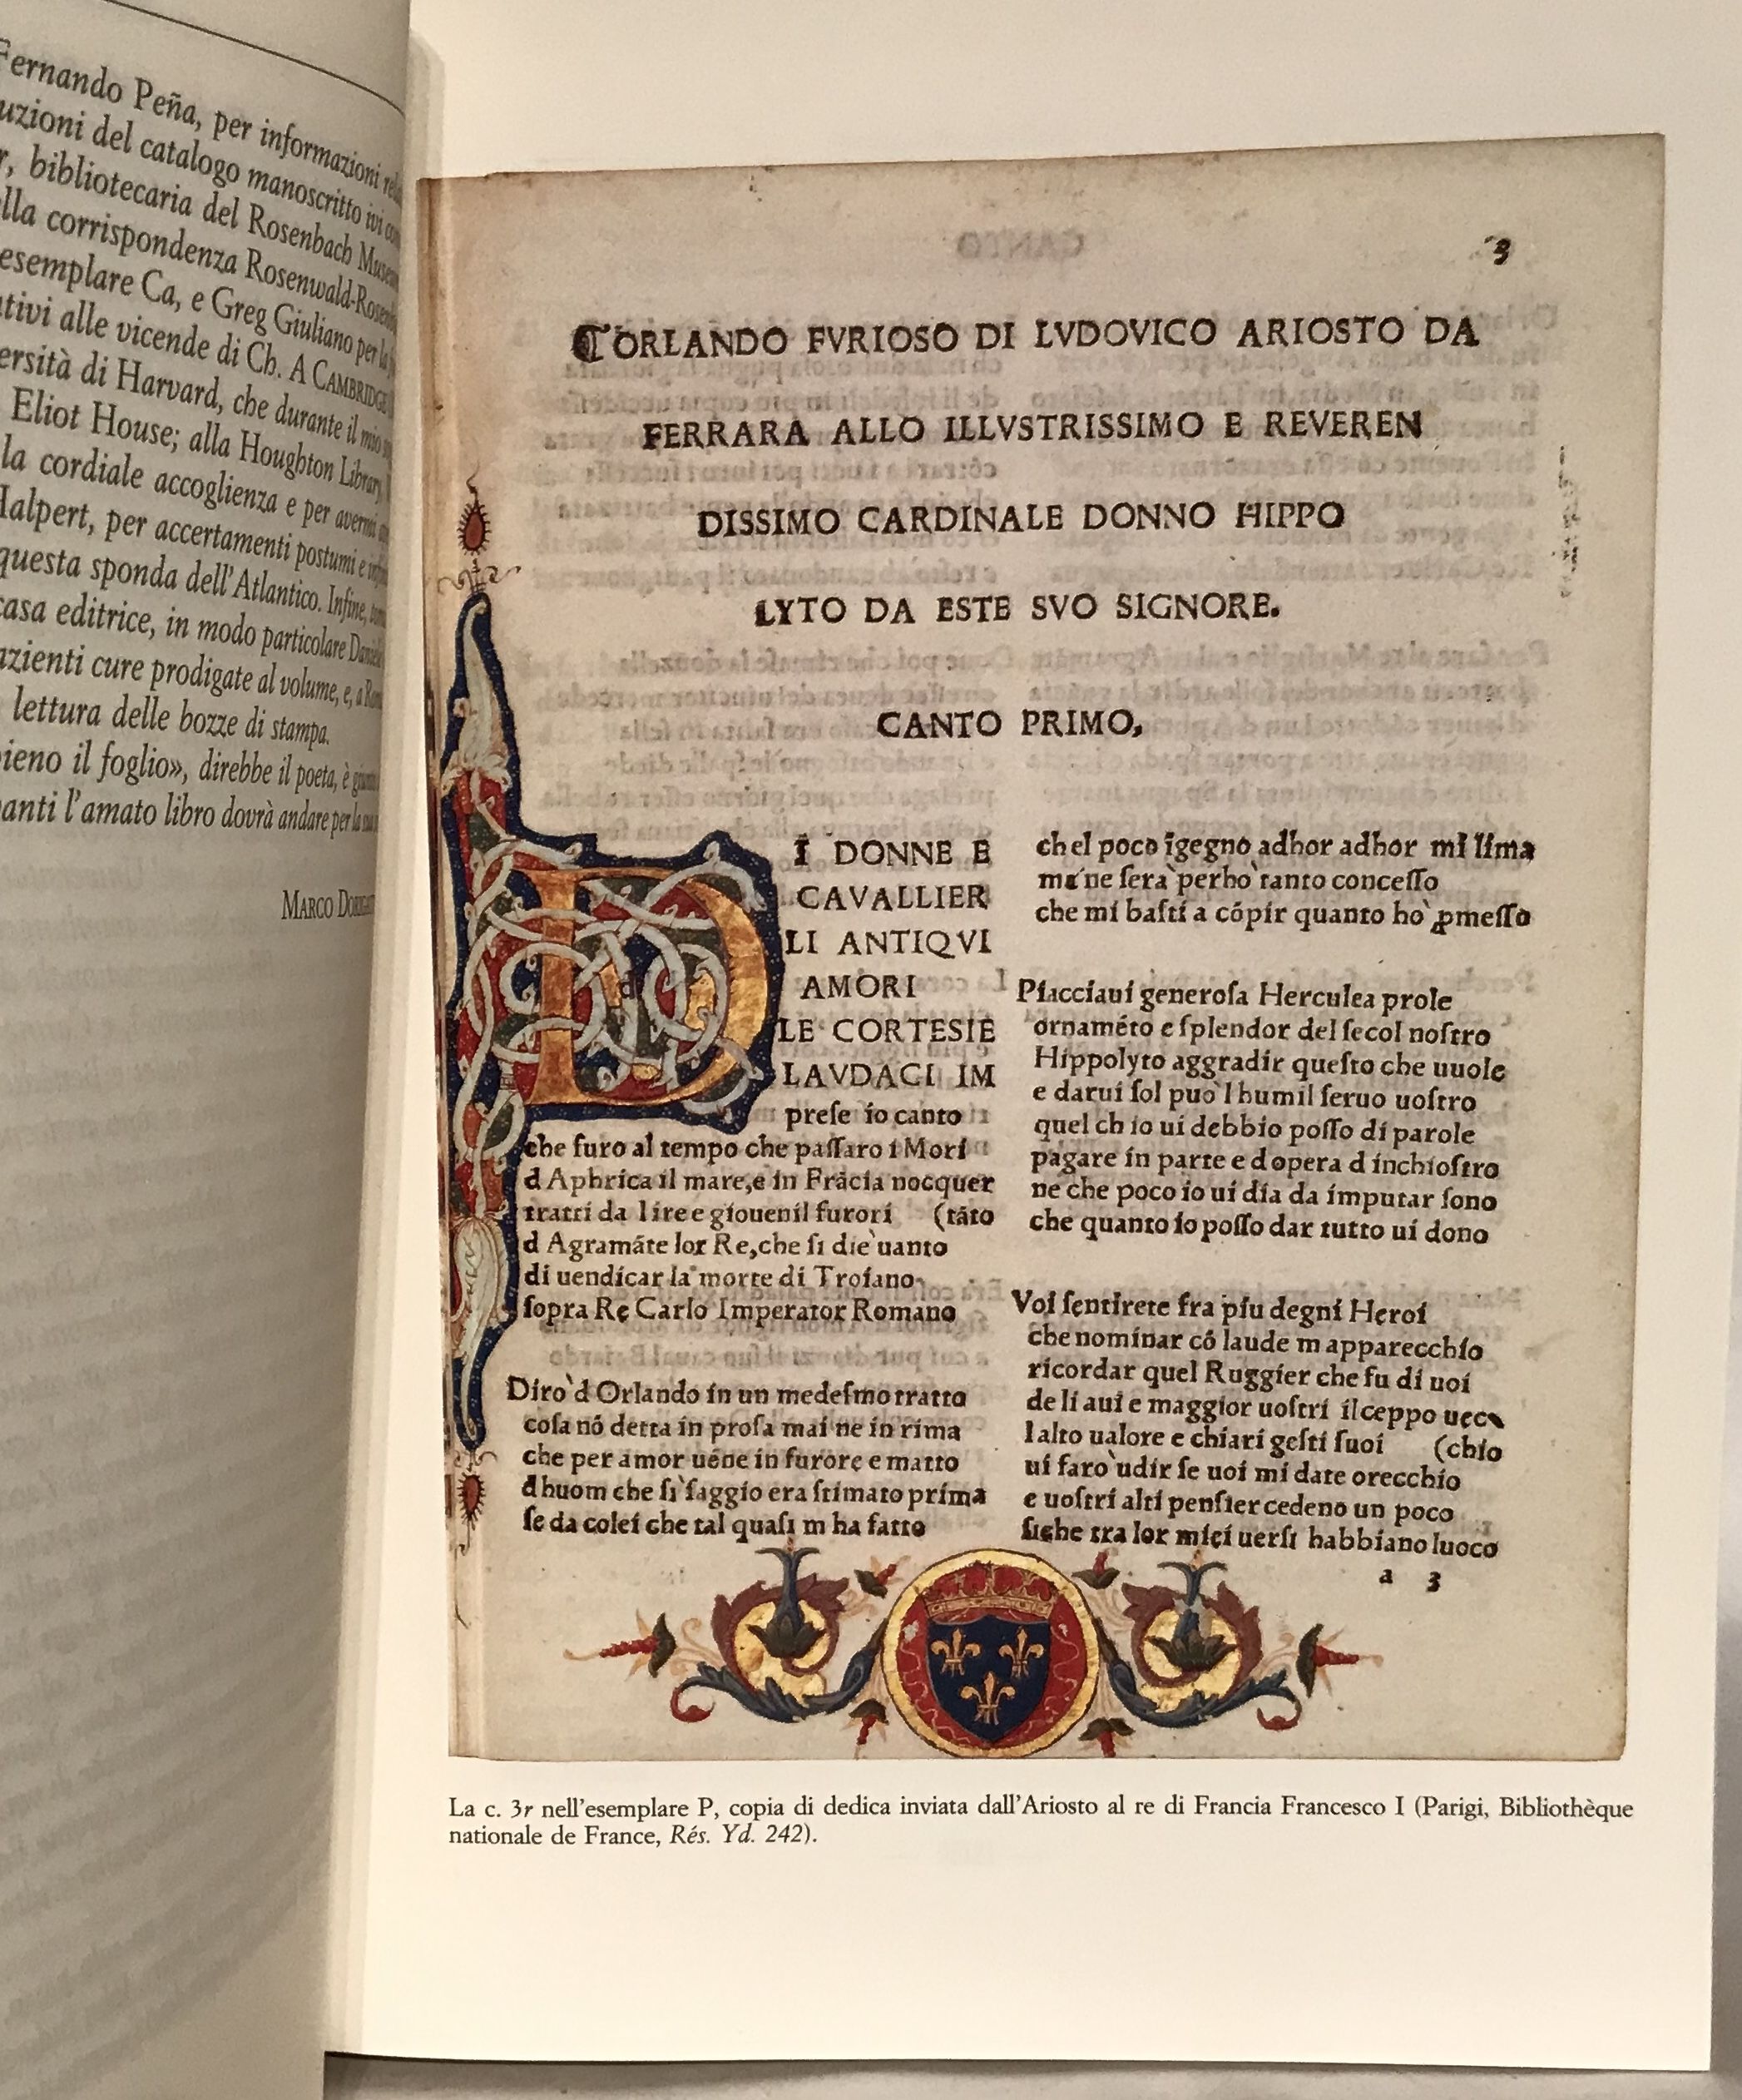 Fernando Peña, per informazioni
uzioni del catalogo manoscritto ivi
r, bibliotecaria del Rosenbach
lla corrispondenza Rosenwald-
esemplare Ca, e Greg Giuliano per la
tivi alle vicende di Ch. A CAMBRIDGE
ersità di Harvard, che durante il mio
Eliot House; alla Houghton Library,
la cordiale accoglienza e per avermi
Halpert, per accertamenti postumi e
questa sponda dell'Atlantico. Infine,
casa editrice, in modo particolare
azienti cure prodigate al volume, e, a
lettura delle bozze di stampa.
pieno il foglio», direbbe il poeta, è
anti l'amato libro dovrà andare per la
MARCO
CANTO
3
ORLANDO FVRIOSO DI LVDOVICO ARIOSTO DA
FERRARA ALLO ILLVSTRISSIMO E REVEREN
DISSIMO CARDINALE DONNO HIPPO
LYTO DA ESTE SVO SIGNORE.
CANTO PRIMO,
DI DONNE E
CAVALLIER
LI ANTIQVI
AMORI
LE CORTESIE
LAVDACI IM
prese io canto
che furo al tempo che paſſaro i Mori
d Aphrica il mare,e in Frãcia nocquer
tratti da lire e giouenil furori (tãto
d Agramãte lor Re,che ſi die` uanto
di uendicar la morte di Troiano
ſopra Re Carlo Imperator Romano
Diro` d Orlando in un medeſmo tratto
coſa nõ detta in proſa mai ne in rima
che per amor uẽne in furore e matto
d huom che ſi` ſaggio era ſtimato prima
ſe da colei che tal quaſi m ha fatto
chel poco ĩgegno adhor adhor mi lima
me ne ſera` perho` tanto conceſſo
che mi baſti a cõpir quanto ho` ꝓmeſſo
Piacciaui generoſa Herculea prole
ornamẽto e ſplendor del ſecol noſtro
Hippolyto aggradir queſto che uuole
e darui ſol puo` l humil ſeruo uoſtro
quel ch io ui debbio poſſo di parole
pagare in parte e d opera d inchioſtro
ne che poco io ui dia da imputar ſono
che quanto io poſſo dar tutto ui dono
Voi ſentirete fra piu degni Heroi
che nominar cõ laude m apparecchio
ricordar quel Ruggier che fu di uoi
de li aui e maggior uoſtri il ceppo uec
l alto ualore e chiari geſti ſuoi (chio
ui faro` udir ſe uoi mi date orecchio
e uoſtri alti penſier cedeno un poco
ſiche tra lor miei uerſi habbiano luoco
a 3
La c. 3r nell'esemplare P, copia di dedica inviata dall'Ariosto al re di Francia Francesco I (Parigi, Bibliothèque
nationale de France, Rés. Yd. 242).